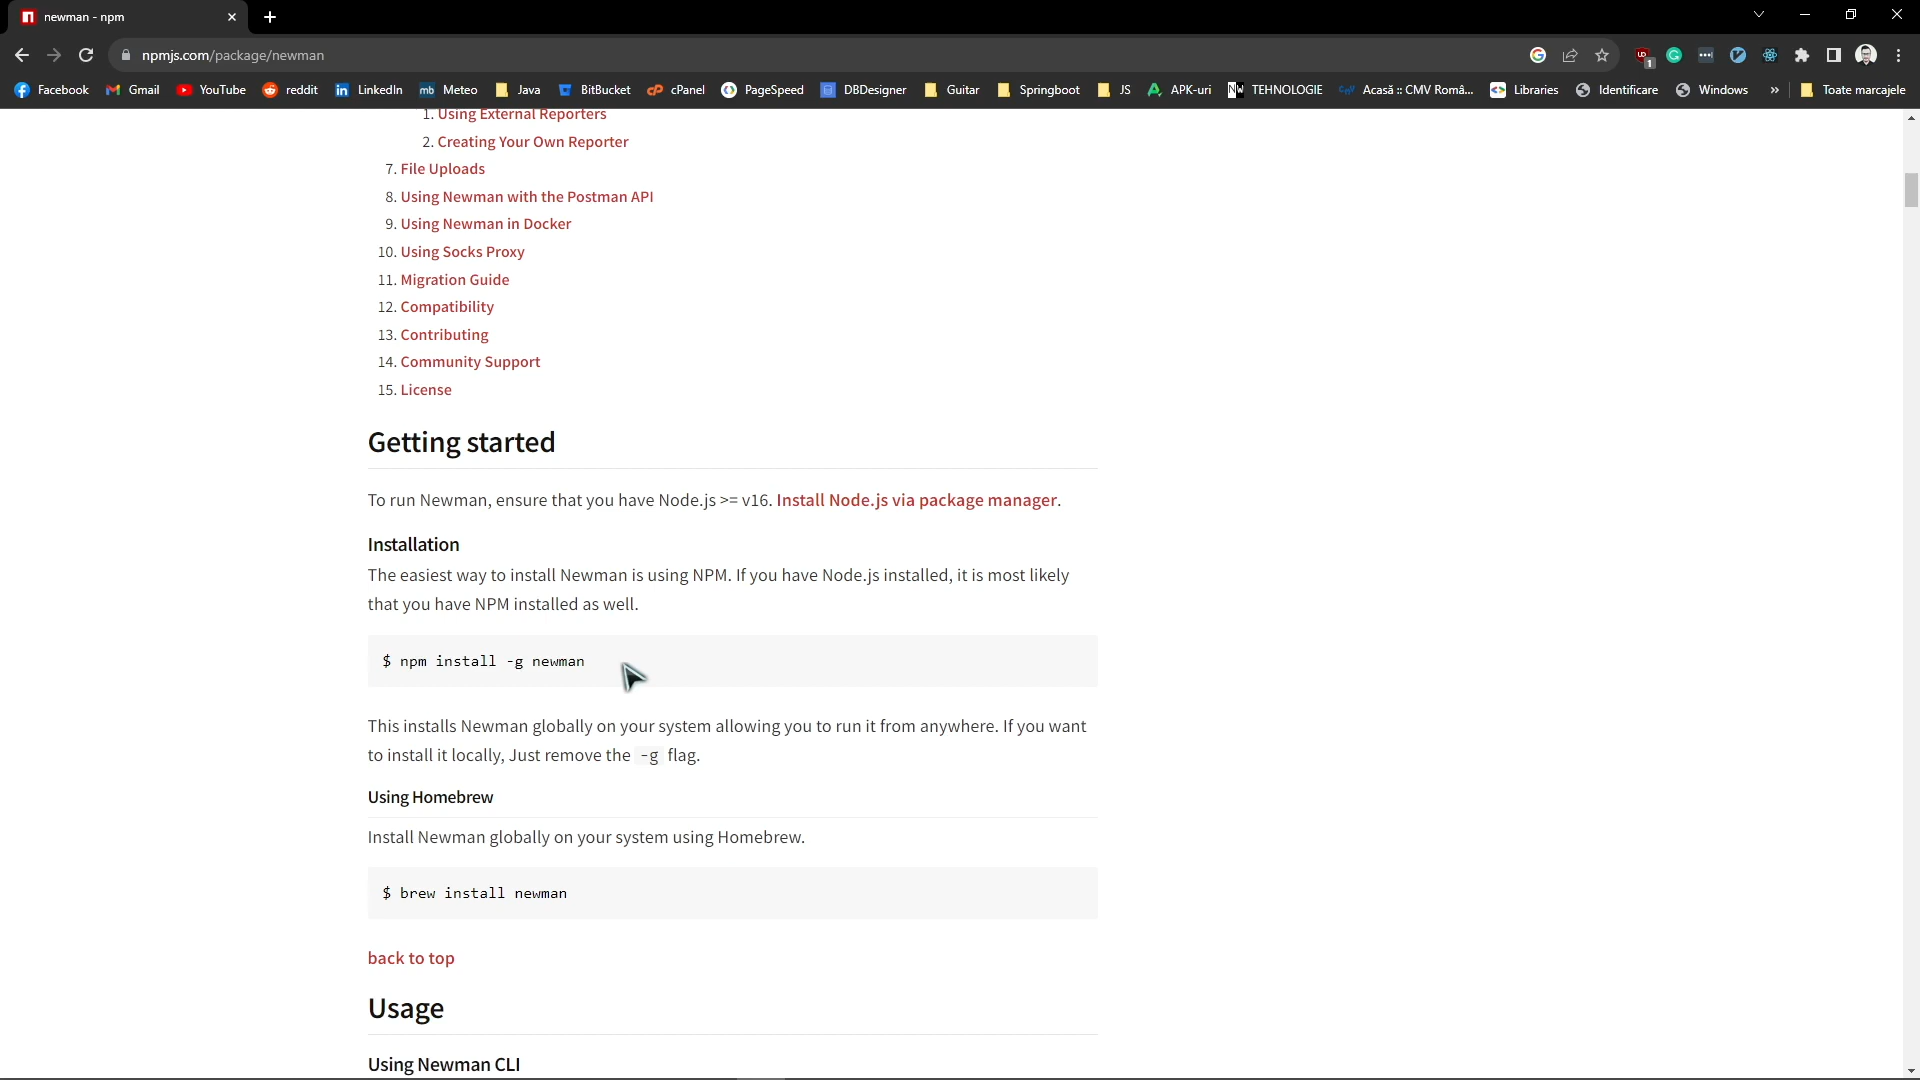 newman - npm
npmjs.com/package/newman
1
Facebook Gmail YouTube reddit LinkedIn mb Meteo Java BitBucket cPanel PageSpeed DBDesigner Guitar Springboot JS APK-uri TEHNOLOGIE Acasă :: CMV Româ... Libraries Identificare Windows » Toate marcajele
1. Using External Reporters
2. Creating Your Own Reporter
7. File Uploads
8. Using Newman with the Postman API
9. Using Newman in Docker
10. Using Socks Proxy
11. Migration Guide
12. Compatibility
13. Contributing
14. Community Support
15. License
Getting started
To run Newman, ensure that you have Node.js >= v16. Install Node.js via package manager.
Installation
The easiest way to install Newman is using NPM. If you have Node.js installed, it is most likely
that you have NPM installed as well.
$ npm install -g newman
This installs Newman globally on your system allowing you to run it from anywhere. If you want
to install it locally, Just remove the -g flag.
Using Homebrew
Install Newman globally on your system using Homebrew.
$ brew install newman
back to top
Usage
Using Newman CLI